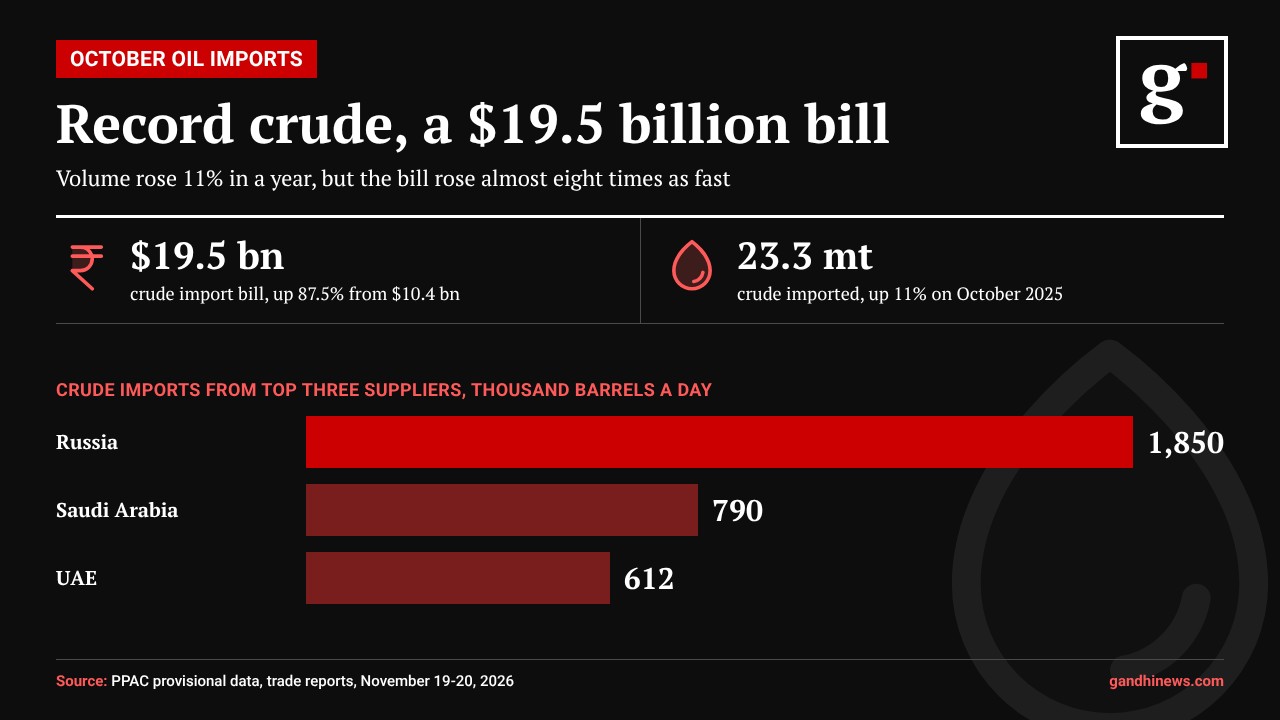 OCTOBER OIL IMPORTS
g
Record crude, a $19.5 billion bill
Volume rose 11% in a year, but the bill rose almost eight times as fast
₹
$19.5 bn
crude import bill, up 87.5% from $10.4 bn
23.3 mt
crude imported, up 11% on October 2025
CRUDE IMPORTS FROM TOP THREE SUPPLIERS, THOUSAND BARRELS A DAY
Russia 1,850
Saudi Arabia 790
UAE 612
Source: PPAC provisional data, trade reports, November 19-20, 2026
gandhinews.com